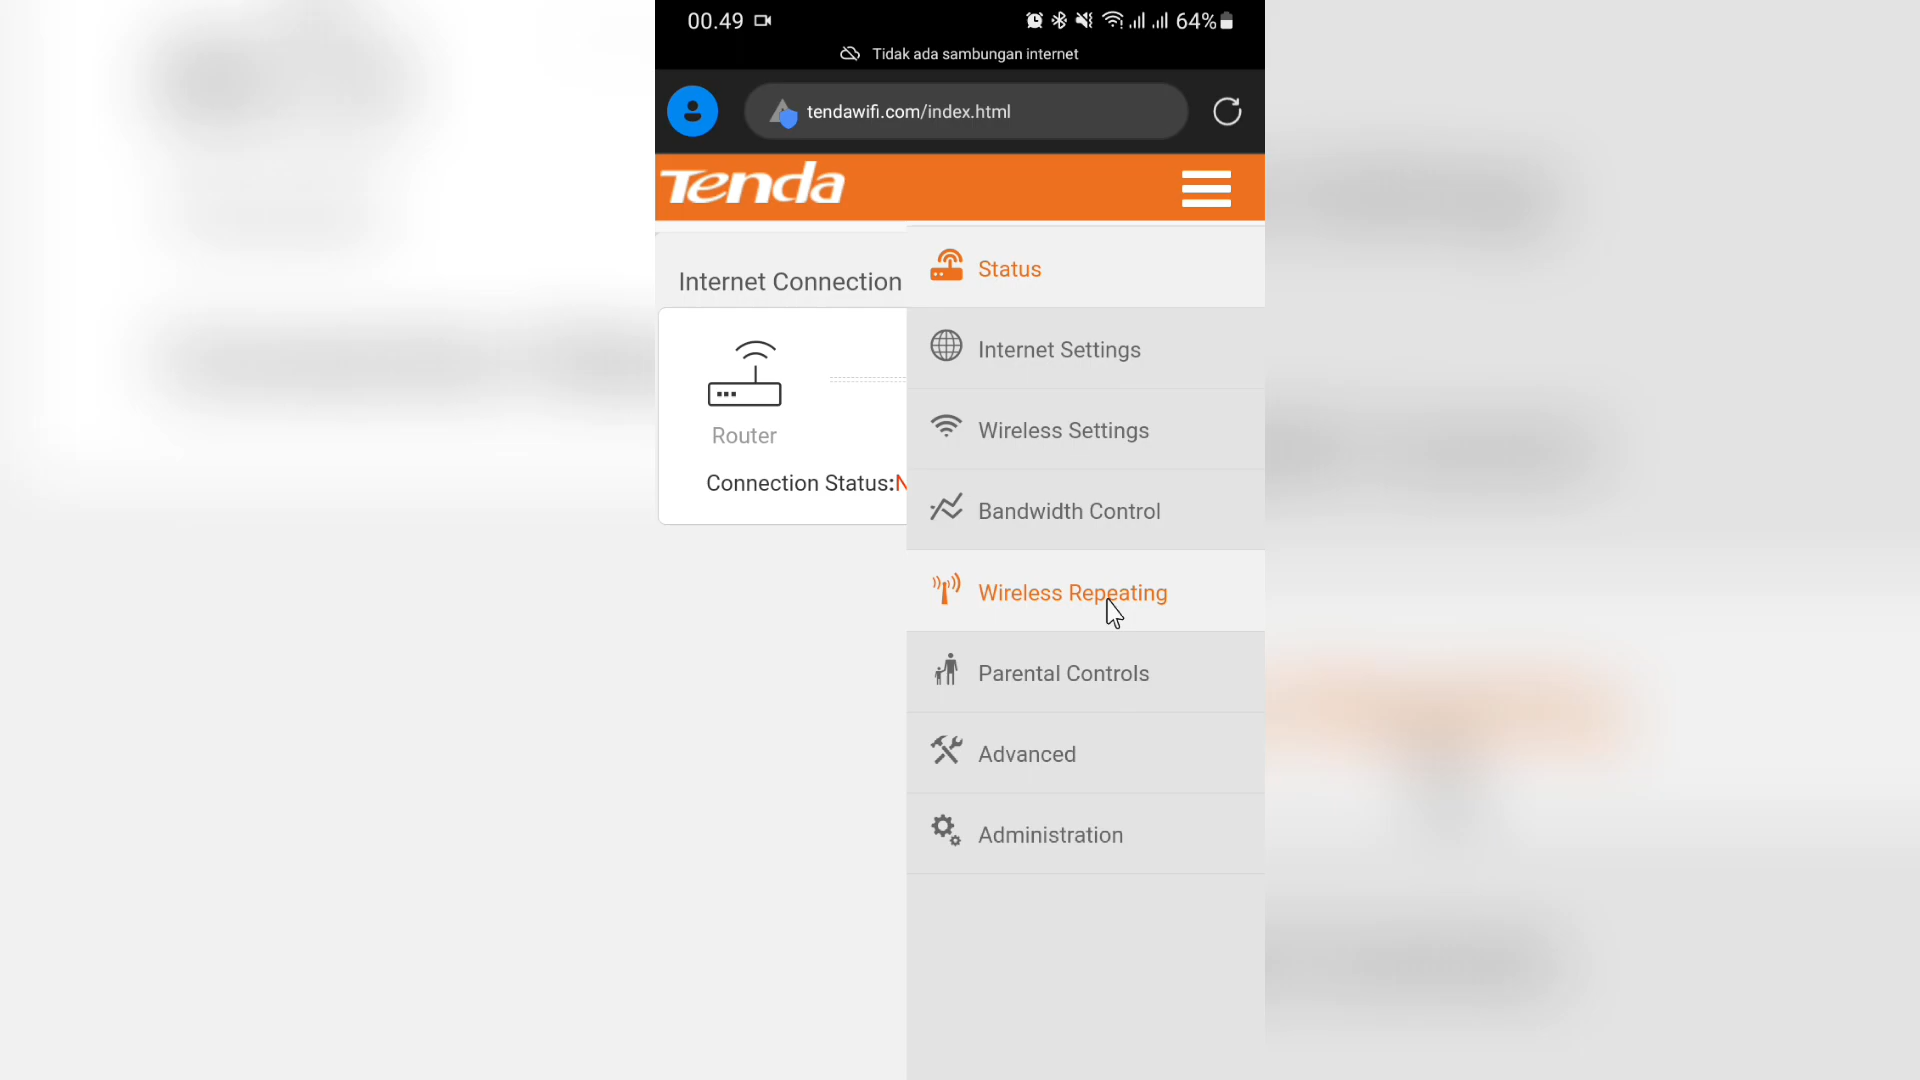 00.49
64%
Tidak ada sambungan internet
tendawifi.com/index.html
Tenda
Internet Connection
Router
Connection Status:N
Status
Internet Settings
Wireless Settings
Bandwidth Control
Wireless Repeating
Parental Controls
Advanced
Administration